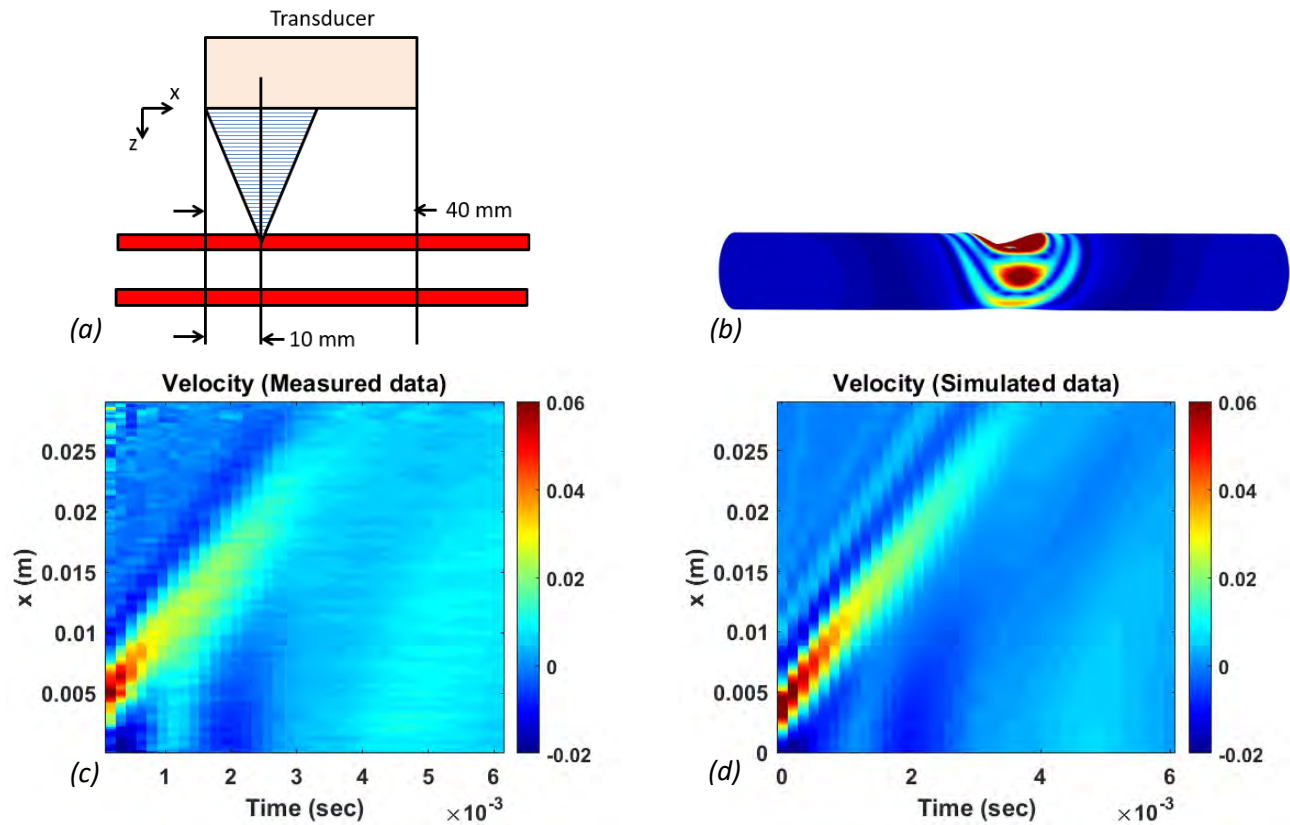 Transducer
x
z
40 mm
10 mm
(a)
(b)
Velocity (Measured data)
0.025
0.02
0.015
0.01
0.005
x (m)
1 2 3 4 5 6
Time (sec)
×10⁻³
0.06
0.04
0.02
0
-0.02
(c)
Velocity (Simulated data)
0.025
0.02
0.015
0.01
0.005
0
x (m)
0 2 4 6
Time (sec)
×10⁻³
0.06
0.04
0.02
0
-0.02
(d)